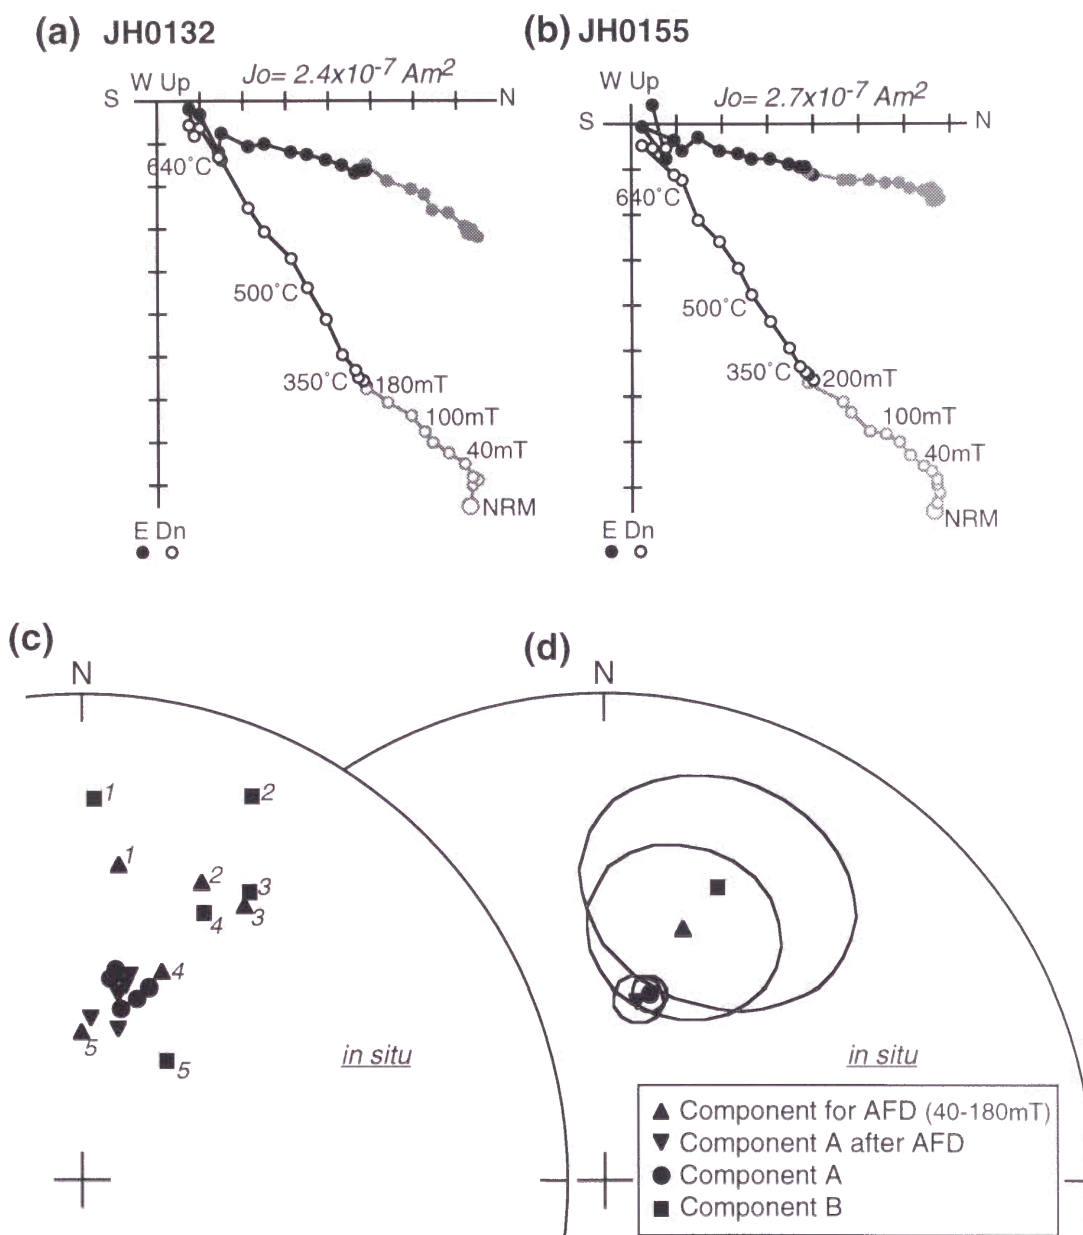 (a) JH0132
W Up Jo= 2.4x10⁻⁷ Am²
S N
640˚C
500˚C
350˚C 180mT
100mT
40mT
NRM
E Dn
(b) JH0155
W Up Jo= 2.7x10⁻⁷ Am²
S N
640˚C
500˚C
350˚C 200mT
100mT
40mT
NRM
E Dn
(c)
N
1 2
1
2
3
4 3
4
5
5
in situ
(d)
N
in situ
Component for AFD (40-180mT)
Component A after AFD
Component A
Component B